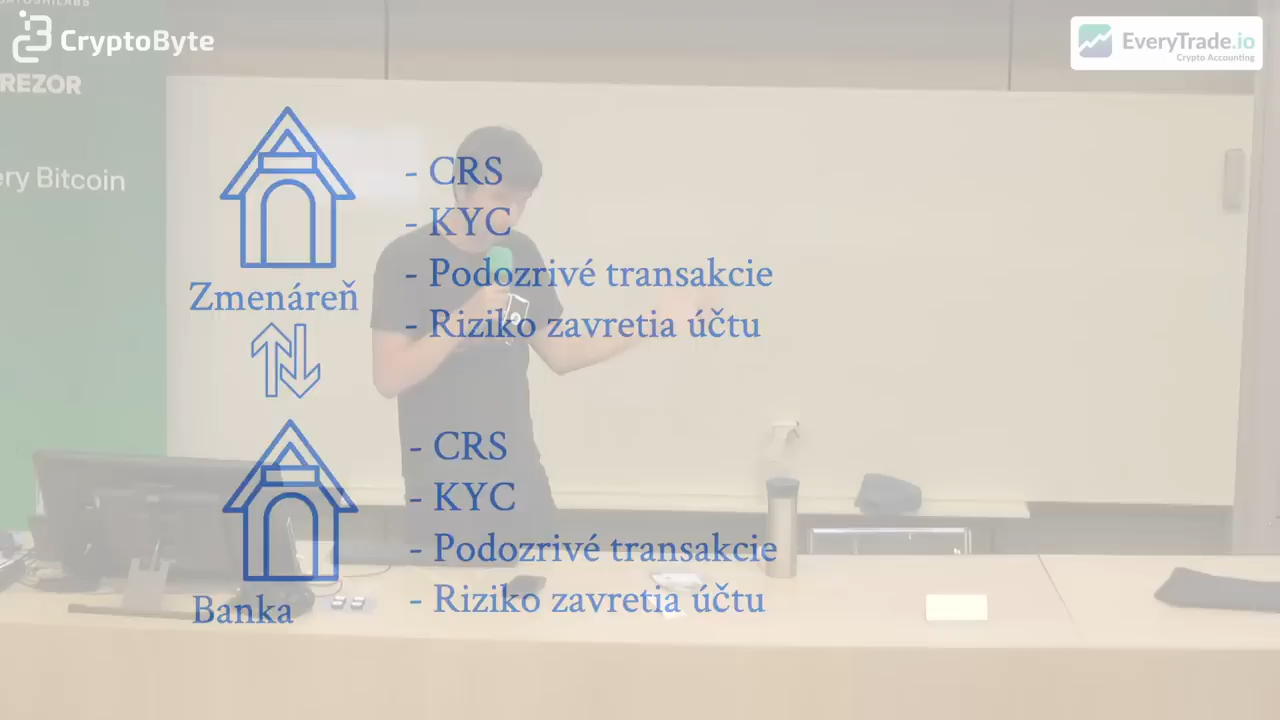 CryptoByte
EveryTrade.io
Crypto Accounting
REZOR
ery Bitcoin
- CRS
- KYC
- Podozrivé transakcie
- Riziko zavretia účtu
Zmenáreň
- CRS
- KYC
- Podozrivé transakcie
- Riziko zavretia účtu
Banka